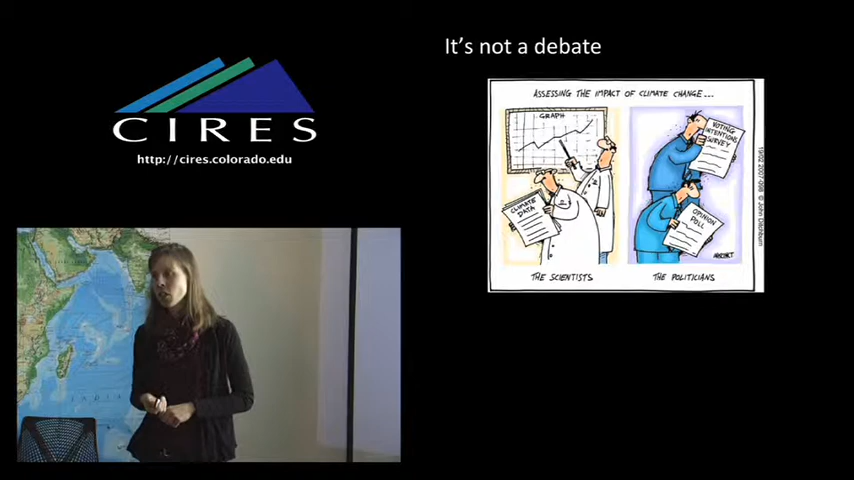 CIRES
http://cires.colorado.edu
It's not a debate
ASSESSING THE IMPACT OF CLIMATE CHANGE...
GRAPH
CLIMATE
DATA
THE SCIENTISTS
VOTING
INTENTIONS
SURVEY
OPINION
POLL
THE POLITICIANS